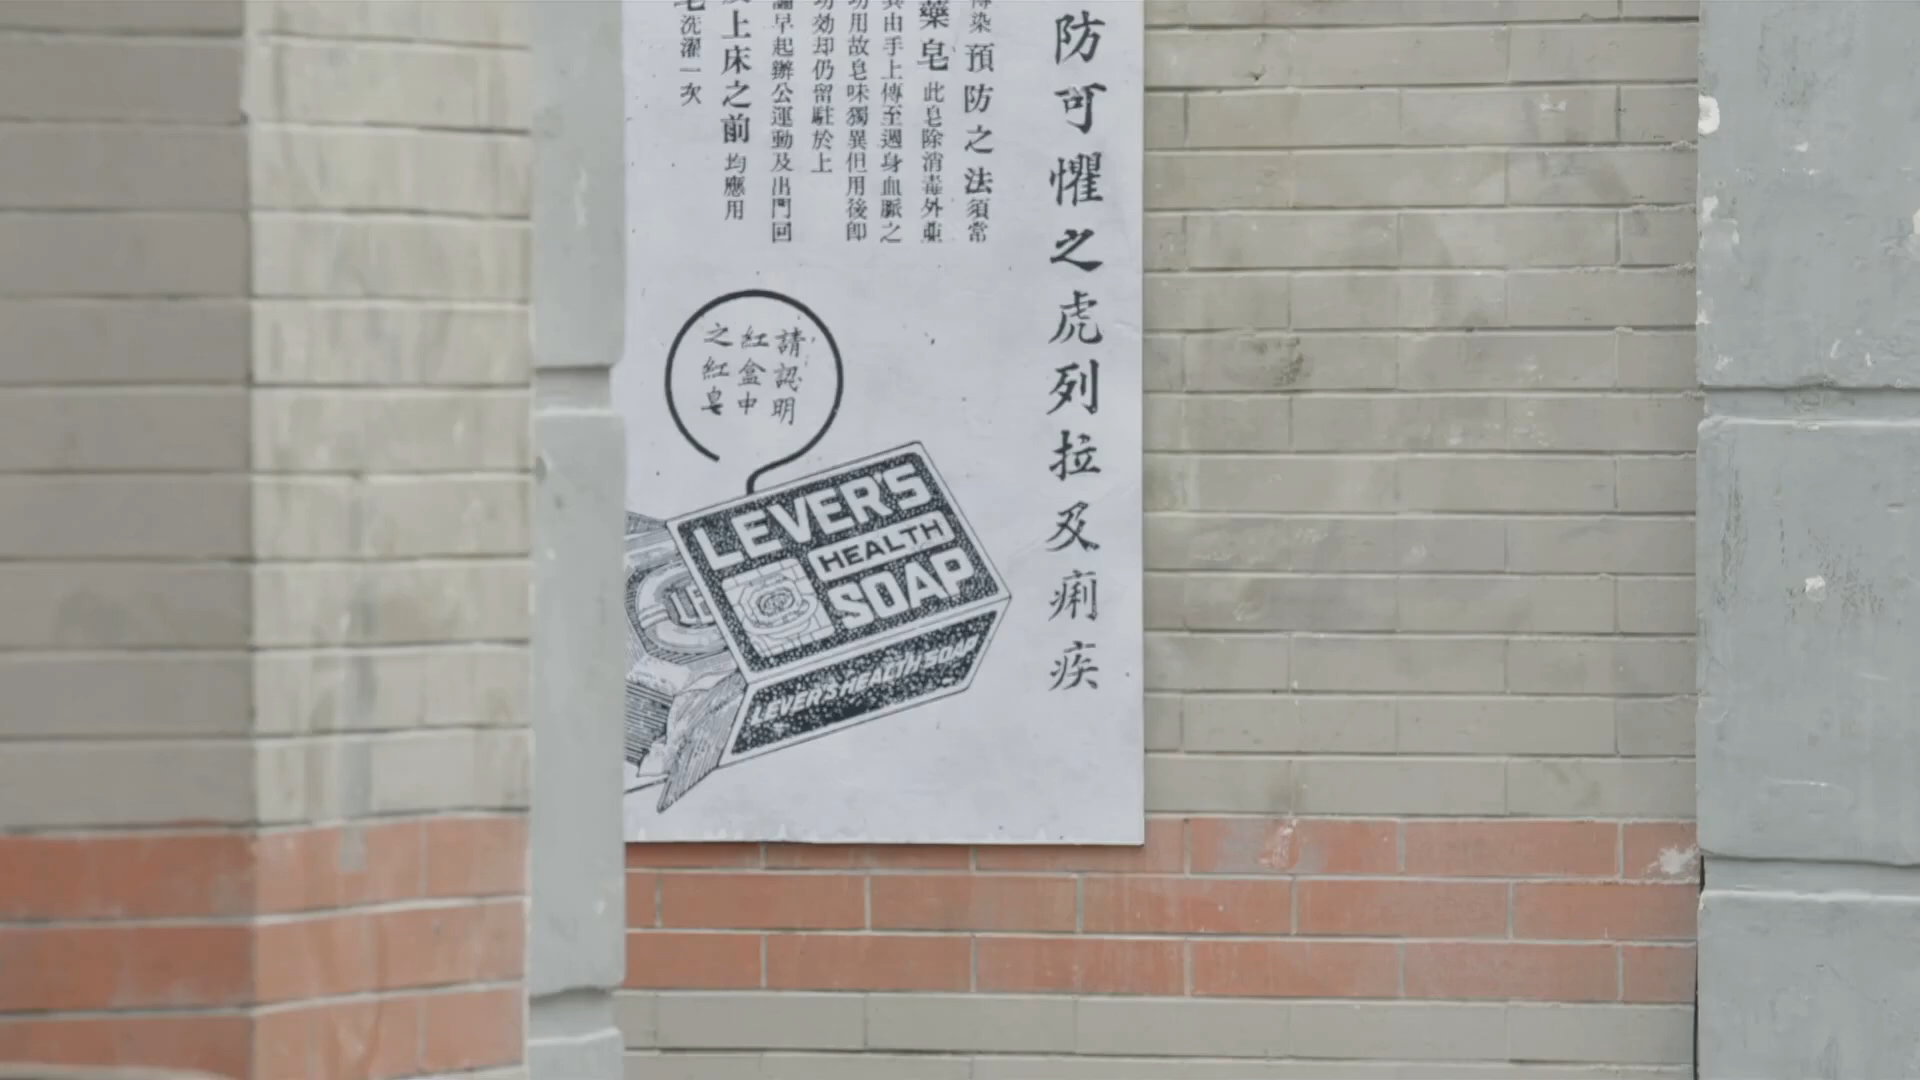 防可懼之虎列拉及痢疾
染預防之法須常
藥皂此皂除消毒外並
由手上傳至週身血脈之
功用故皂味獨異但用後即
功効却仍留駐於上
早起辦公運動及出門回
上床之前均應用
洗濯一次
請認明
紅盒中
之紅皂
LEVER'S
HEALTH
SOAP
LEVER'S HEALTH SOAP
LE